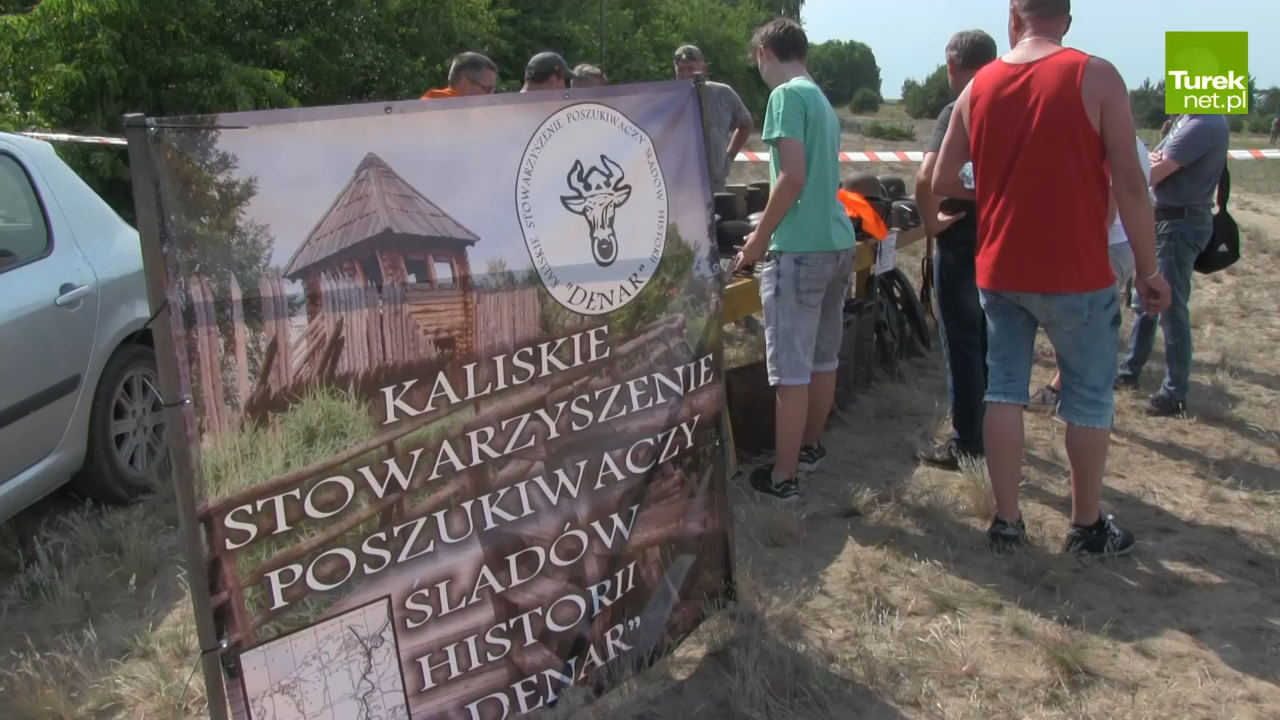 Turek
net.pl
KALISKIE STOWARZYSZENIE POSZUKIWACZY ŚLADÓW HISTORII
„DENAR”
KALISKIE
STOWARZYSZENIE
POSZUKIWACZY
ŚLADÓW
HISTORII
DENAR”